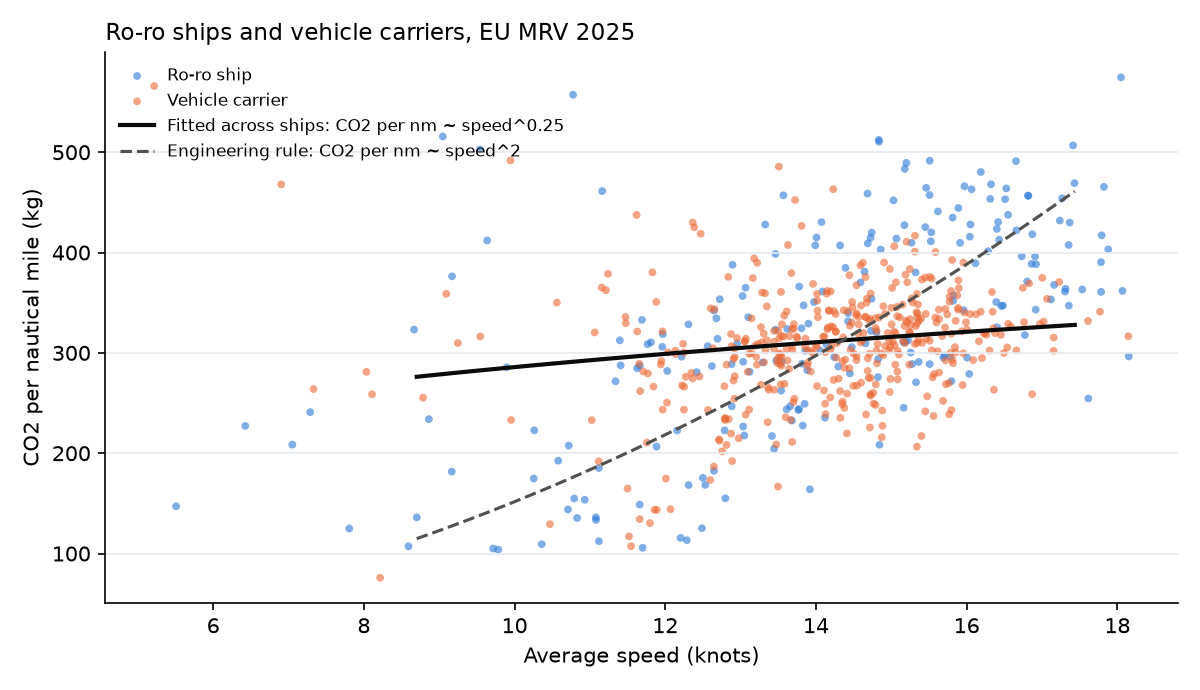 Ro-ro ships and vehicle carriers, EU MRV 2025
Ro-ro ship
Vehicle carrier
Fitted across ships: CO2 per nm ~ speed^0.25
Engineering rule: CO2 per nm ~ speed^2
CO2 per nautical mile (kg)
500
400
300
200
100
6 8 10 12 14 16 18
Average speed (knots)